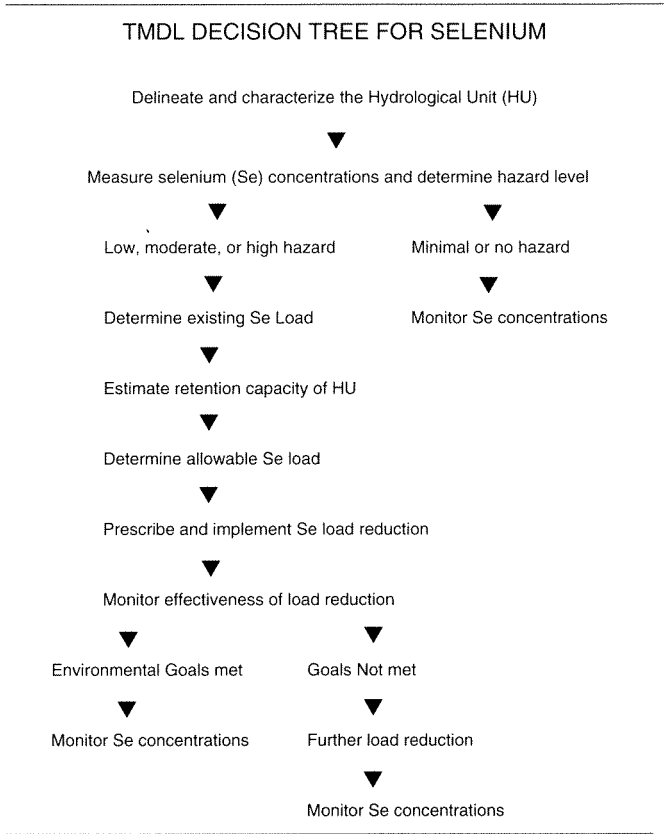 TMDL DECISION TREE FOR SELENIUM
Delineate and characterize the Hydrological Unit (HU)
Measure selenium (Se) concentrations and determine hazard level
Low, moderate, or high hazard
Minimal or no hazard
Determine existing Se Load
Monitor Se concentrations
Estimate retention capacity of HU
Determine allowable Se load
Prescribe and implement Se load reduction
Monitor effectiveness of load reduction
Environmental Goals met
Goals Not met
Monitor Se concentrations
Further load reduction
Monitor Se concentrations